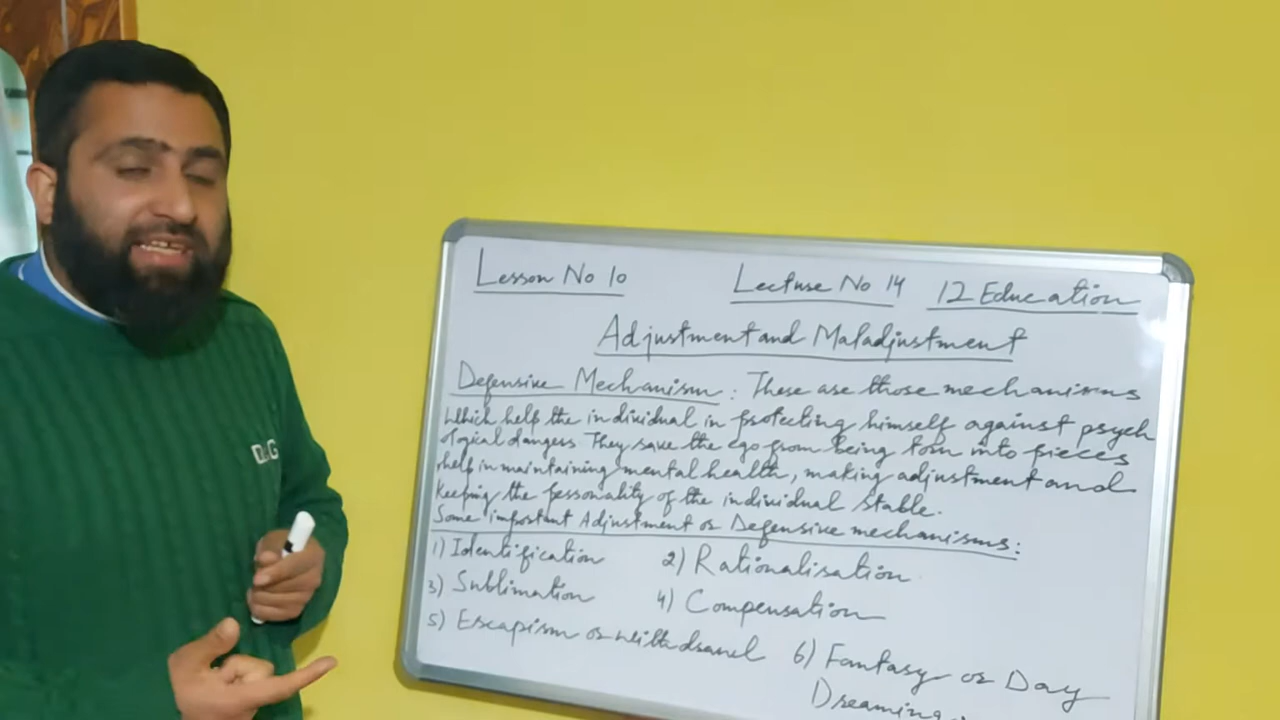 Lesson No 10 Lecture No 14 12 Education
Adjustment and Maladjustment
Defensive Mechanism : These are those mechanisms
which help the individual in protecting himself against psych
ological dangers They save the ego from being torn into pieces
help in maintaining mental health, making adjustment and
Keeping the personality of the individual stable.
Some important Adjustment or Defensive mechanisms:
1) Identification 2) Rationalisation
3) Sublimation 4) Compensation
5) Escapism or withdrawel 6) Fantasy or Day
Dreaming.
D&G